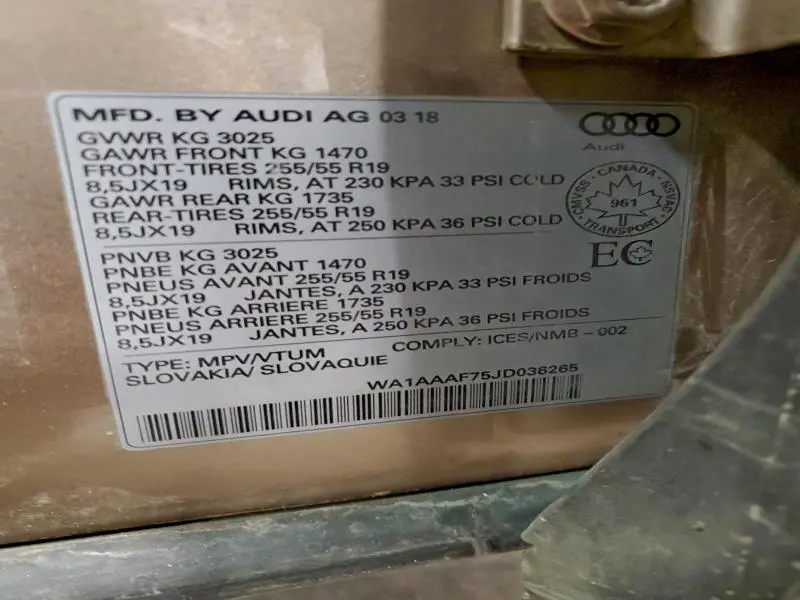 MFD. BY AUDI AG 03 18
GVWR KG 3025
GAWR FRONT KG 1470
FRONT-TIRES 255/55 R19
8,5JX19 RIMS, AT 230 KPA 33 PSI COLD
GAWR REAR KG 1735
REAR-TIRES 255/55 R19
8,5JX19 RIMS, AT 250 KPA 36 PSI COLD
Audi
CANADA
CMVSS - NSVAC
961
TRANSPORT
EC
PNVB KG 3025
PNBE KG AVANT 1470
PNEUS AVANT 255/55 R19
8,5JX19 JANTES, A 230 KPA 33 PSI FROIDS
PNBE KG ARRIERE 1735
PNEUS ARRIERE 255/55 R19
8,5JX19 JANTES, A 250 KPA 36 PSI FROIDS
TYPE: MPV/VTUM COMPLY: ICES/NMB-002
SLOVAKIA/ SLOVAQUIE
WA1AAAF75JD036265